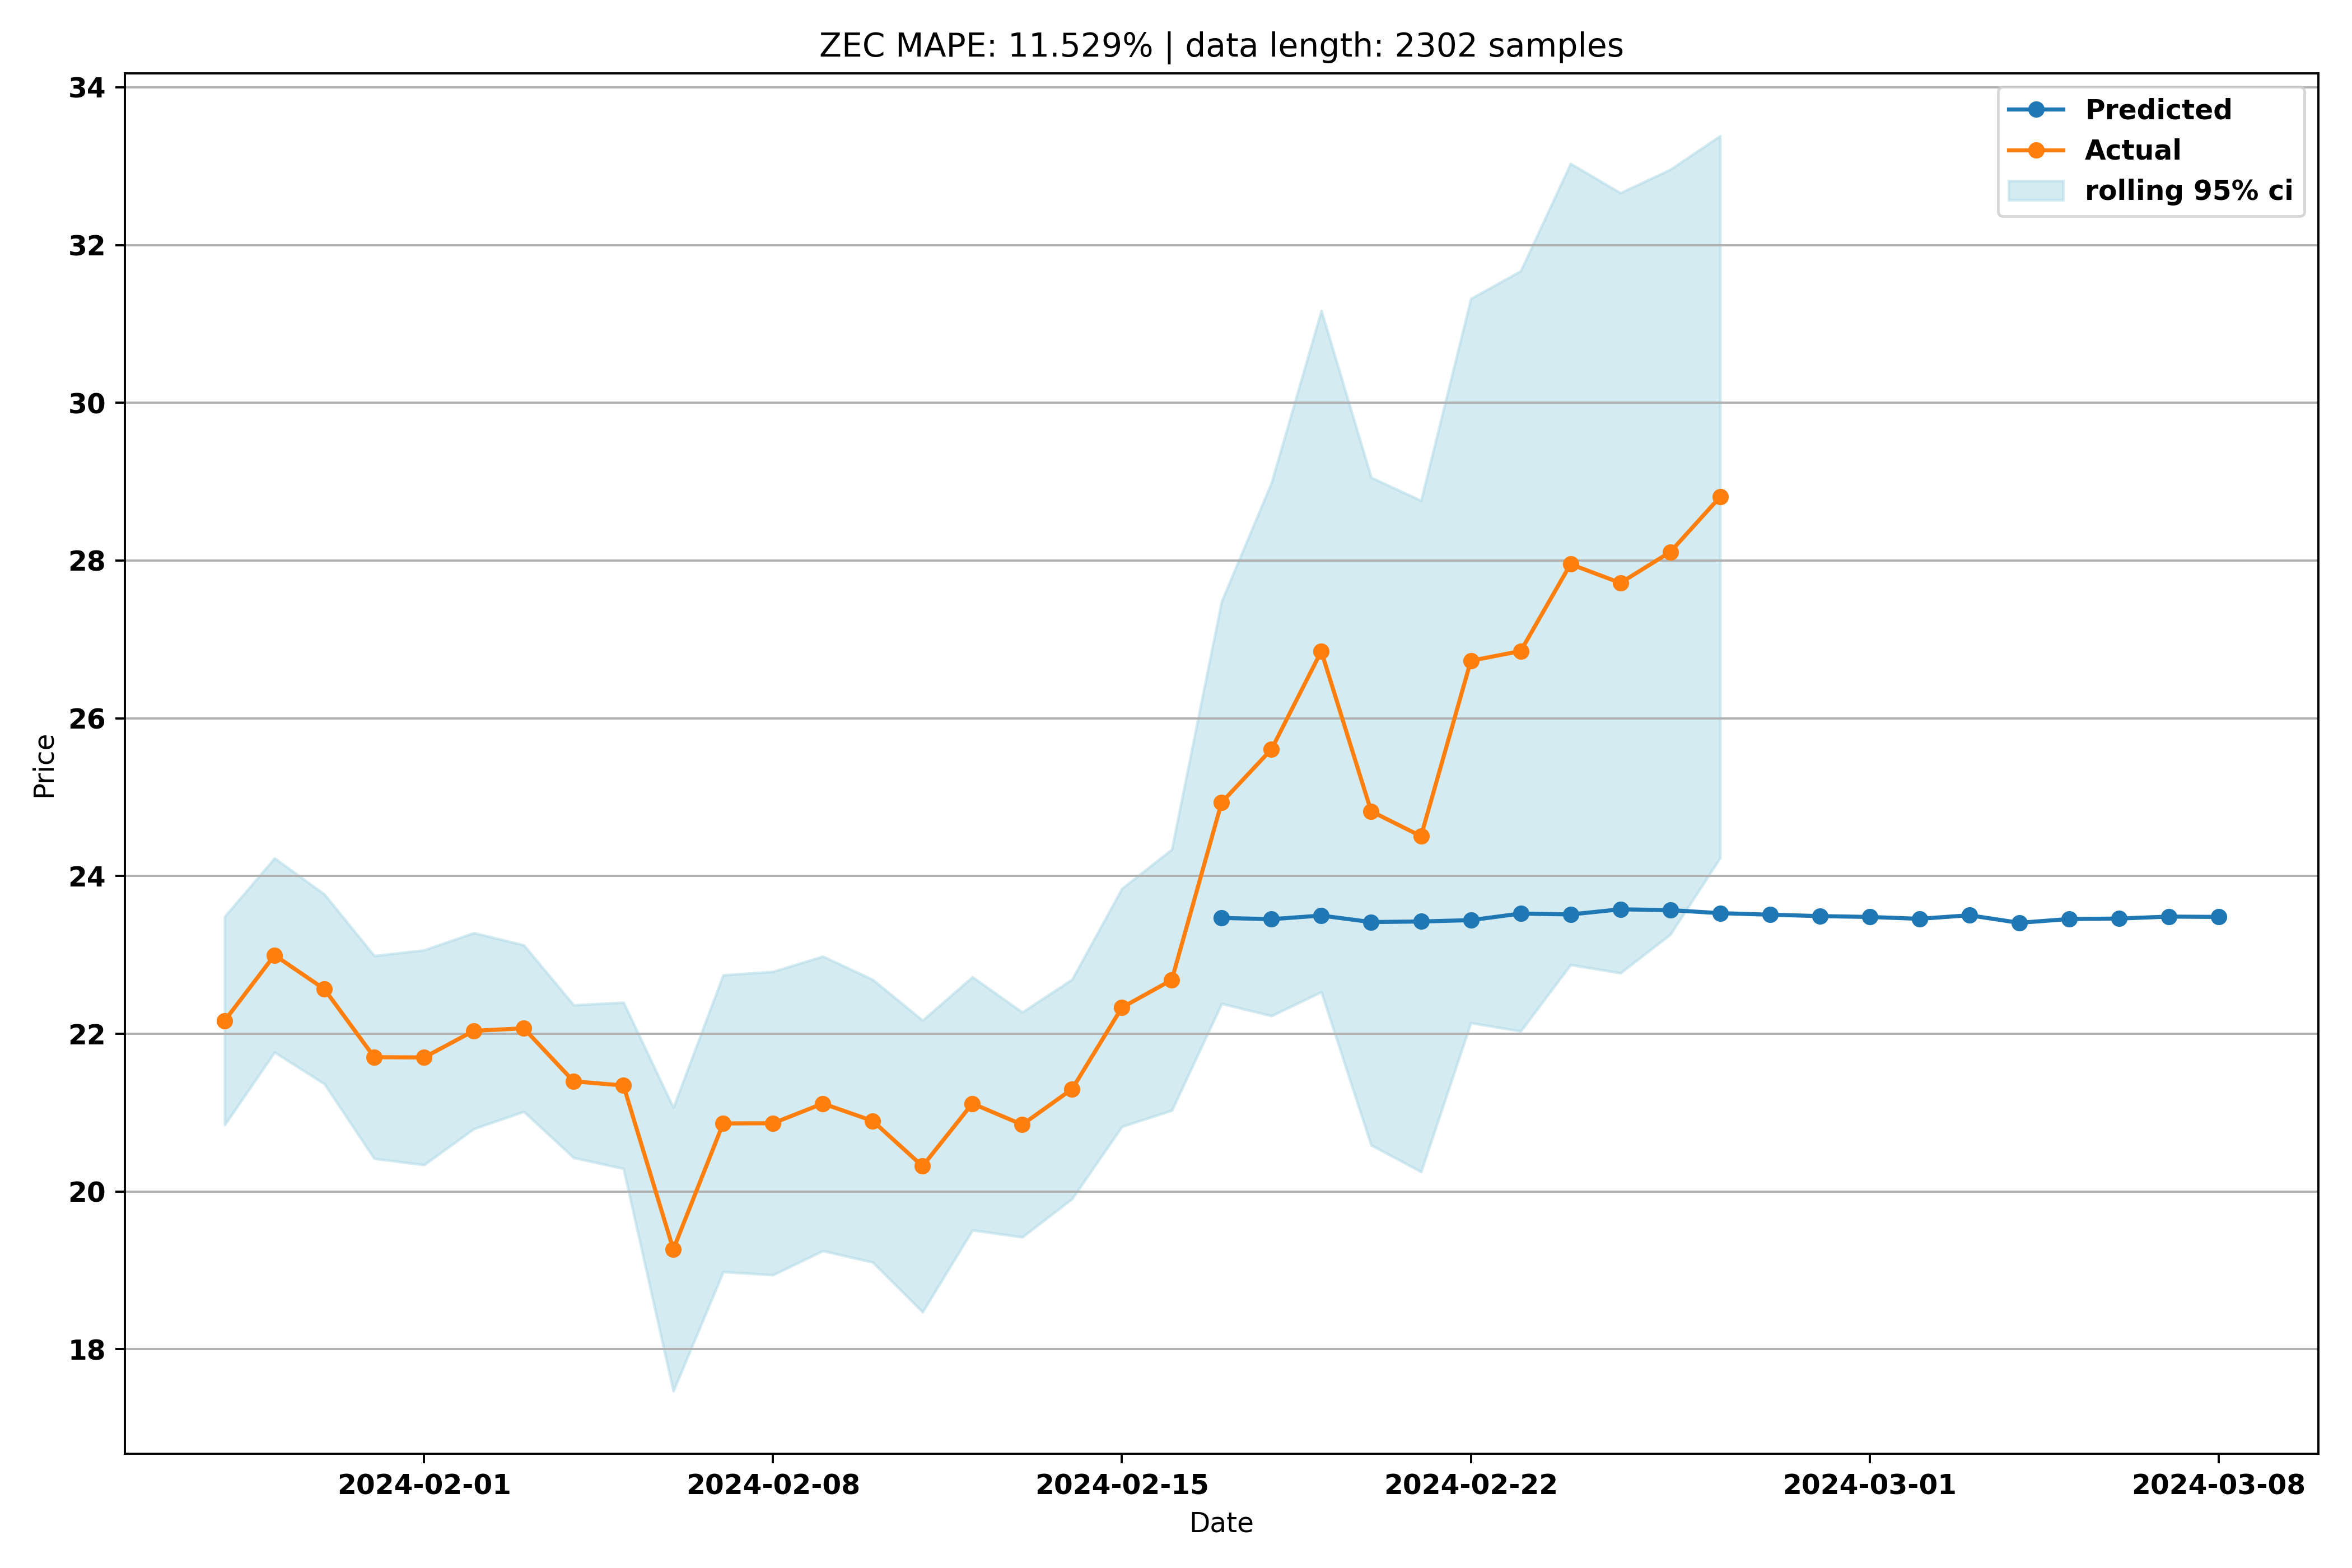 ZEC MAPE: 11.529% | data length: 2302 samples
34
32
30
28
26
24
22
20
18
Price
Predicted
Actual
rolling 95% ci
2024-02-01
2024-02-08
2024-02-15
2024-02-22
2024-03-01
2024-03-08
Date